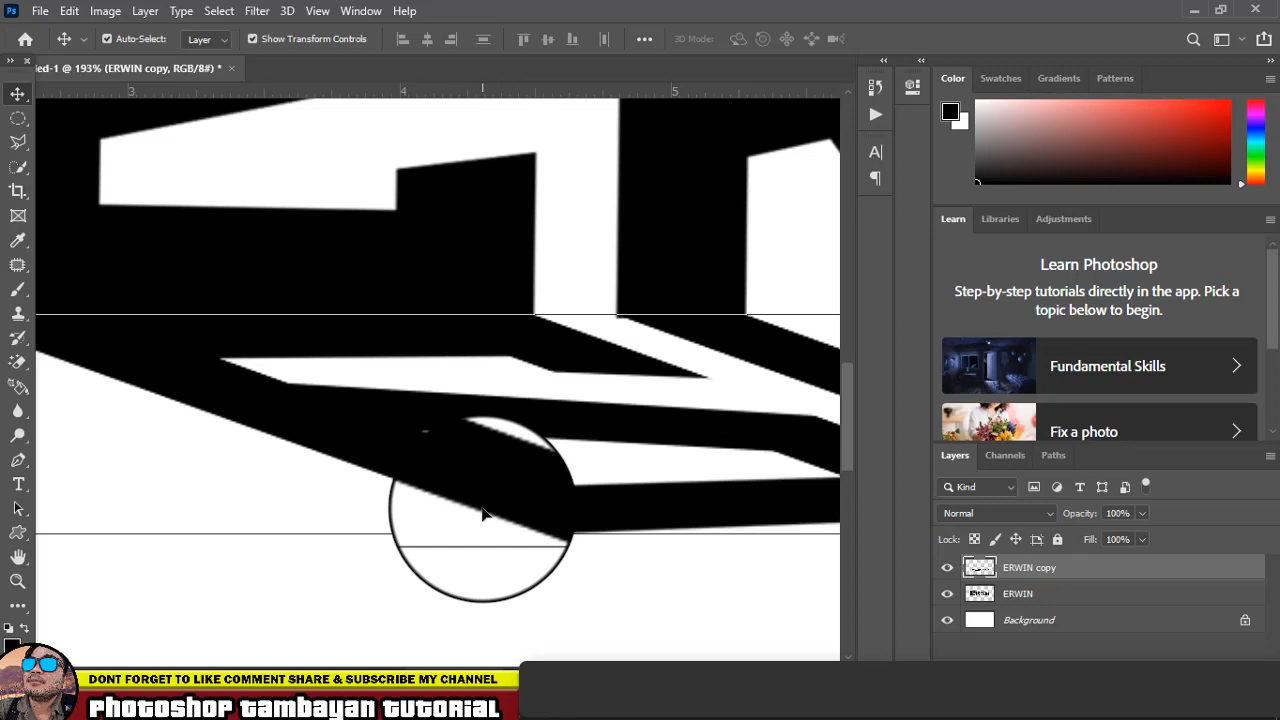 Ps File Edit Image Layer Type Select Filter 3D View Window Help
Auto-Select: Layer Show Transform Controls 3D Mode:
led-1 @ 193% (ERWIN copy, RGB/8#) *
3 4 5
Color Swatches Gradients Patterns
Learn Libraries Adjustments
Learn Photoshop
Step-by-step tutorials directly in the app. Pick a
topic below to begin.
Fundamental Skills
Fix a photo
Layers Channels Paths
Kind
Normal Opacity: 100%
Lock: Fill: 100%
ERWIN copy
ERWIN
Background
DONT FORGET TO LIKE COMMENT SHARE & SUBSCRIBE MY CHANNEL
PHOTOSHOP TAMBAYAN TUTORIAL